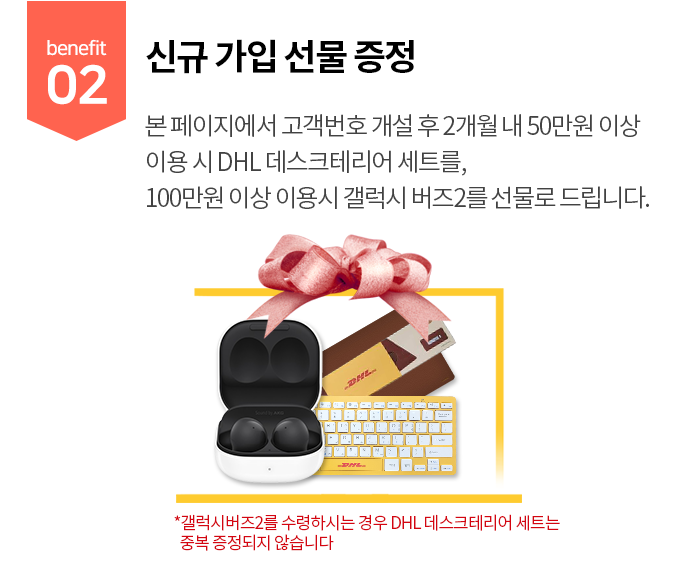 benefit
02
신규 가입 선물 증정
본 페이지에서 고객번호 개설 후 2개월 내 50만원 이상
이용 시 DHL 데스크테리어 세트를,
100만원 이상 이용시 갤럭시 버즈2를 선물로 드립니다.
DHL
DHL
*갤럭시버즈2를 수령하시는 경우 DHL 데스크테리어 세트는
중복 증정되지 않습니다